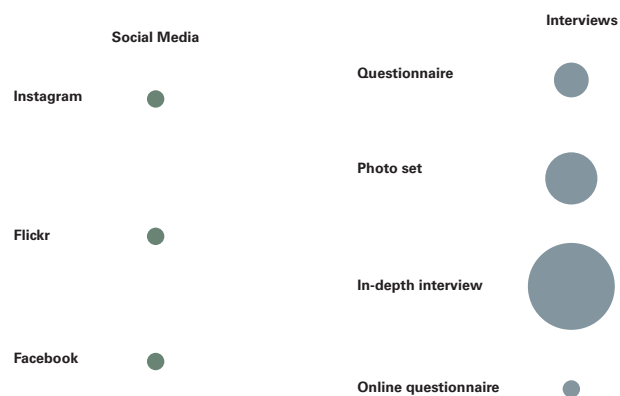 Social Media
Instagram
Flickr
Facebook
Interviews
Questionnaire
Photo set
In-depth interview
Online questionnaire